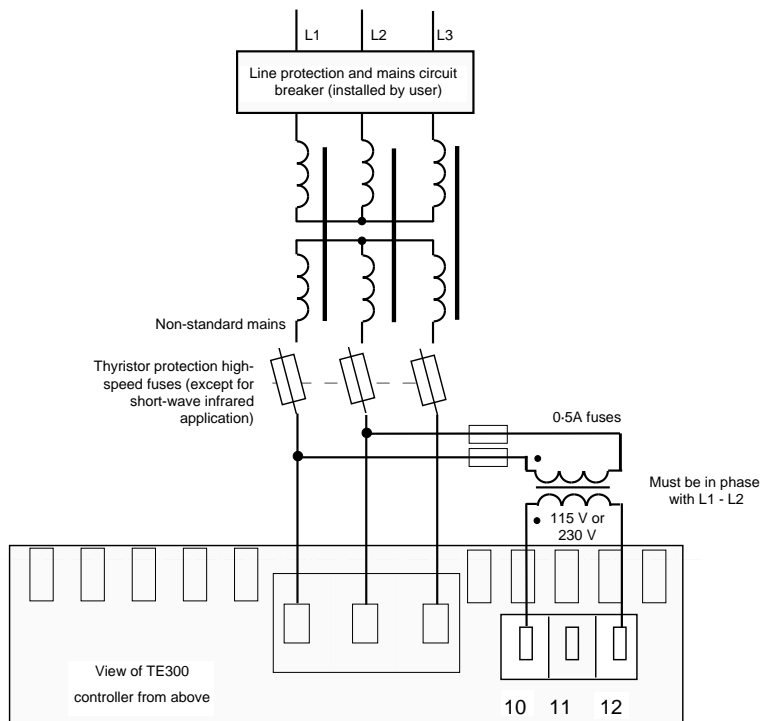 L1
L2
L3
Line protection and mains circuit
breaker (installed by user)
Non-standard mains
Thyristor protection high-
speed fuses (except for
short-wave infrared
application)
0·5A fuses
Must be in phase
with L1 - L2
115 V or
230 V
View of TE300
controller from above
10
11
12